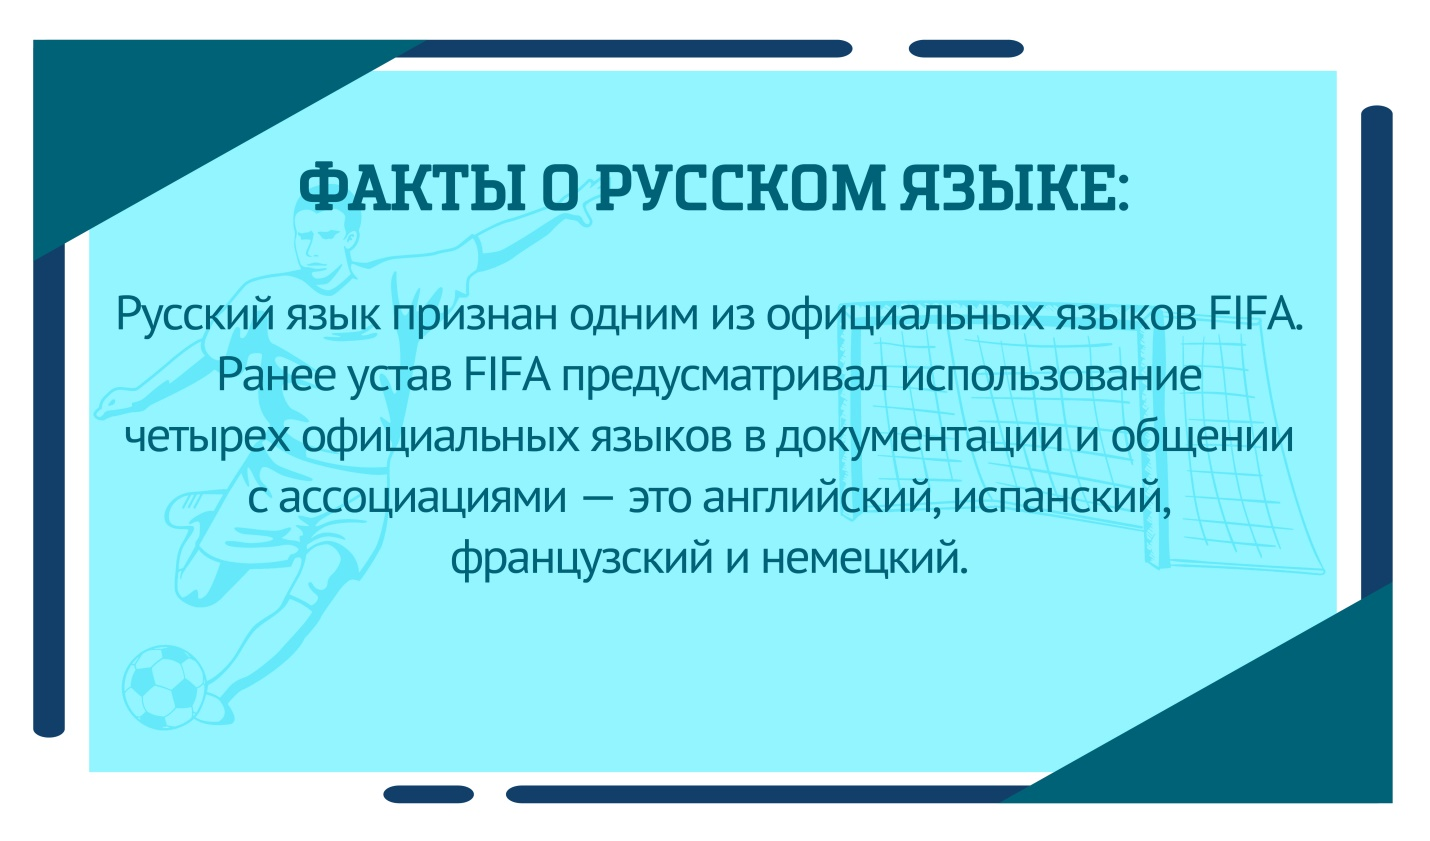 ФАКТЫ О РУССКОМ ЯЗЫКЕ:
Русский язык признан одним из официальных языков FIFA.
Ранее устав FIFA предусматривал использование
четырех официальных языков в документации и общении
с ассоциациями — это английский, испанский,
французский и немецкий.